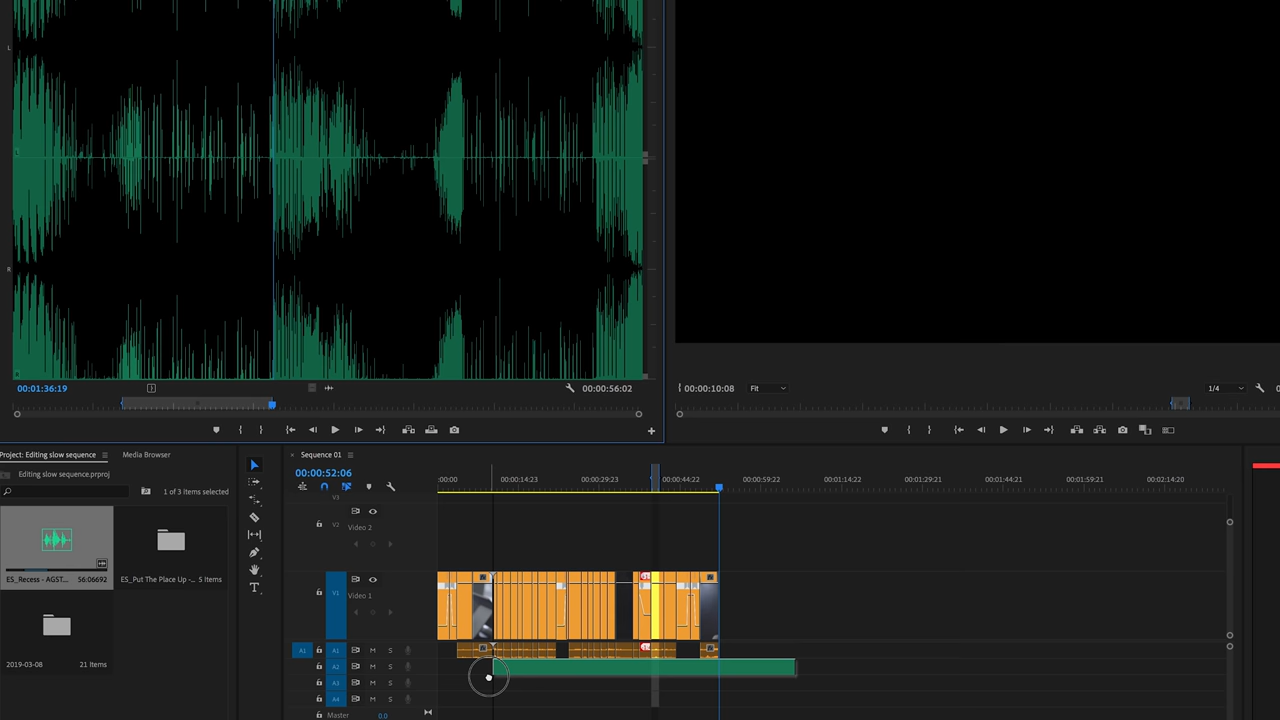 L
L
R
R
00:01:36:19
00:00:56:02
00:00:10:08
Fit
1/4
Project: Editing slow sequence
Media Browser
Editing slow sequence.prproj
1 of 3 Items selected
ES_Recess - AGST...
56:06692
ES_Put The Place Up -...
5 Items
2019-03-08
21 Items
Sequence 01
00:00:52:06
:00:00
00:00:14:23
00:00:29:23
00:00:44:22
00:00:59:22
00:01:14:22
00:01:29:21
00:01:44:21
00:01:59:21
00:02:14:20
V3
V2
Video 2
V1
Video 1
A1
A1
M
S
A2
M
S
A3
M
S
A4
M
S
Master
0.0